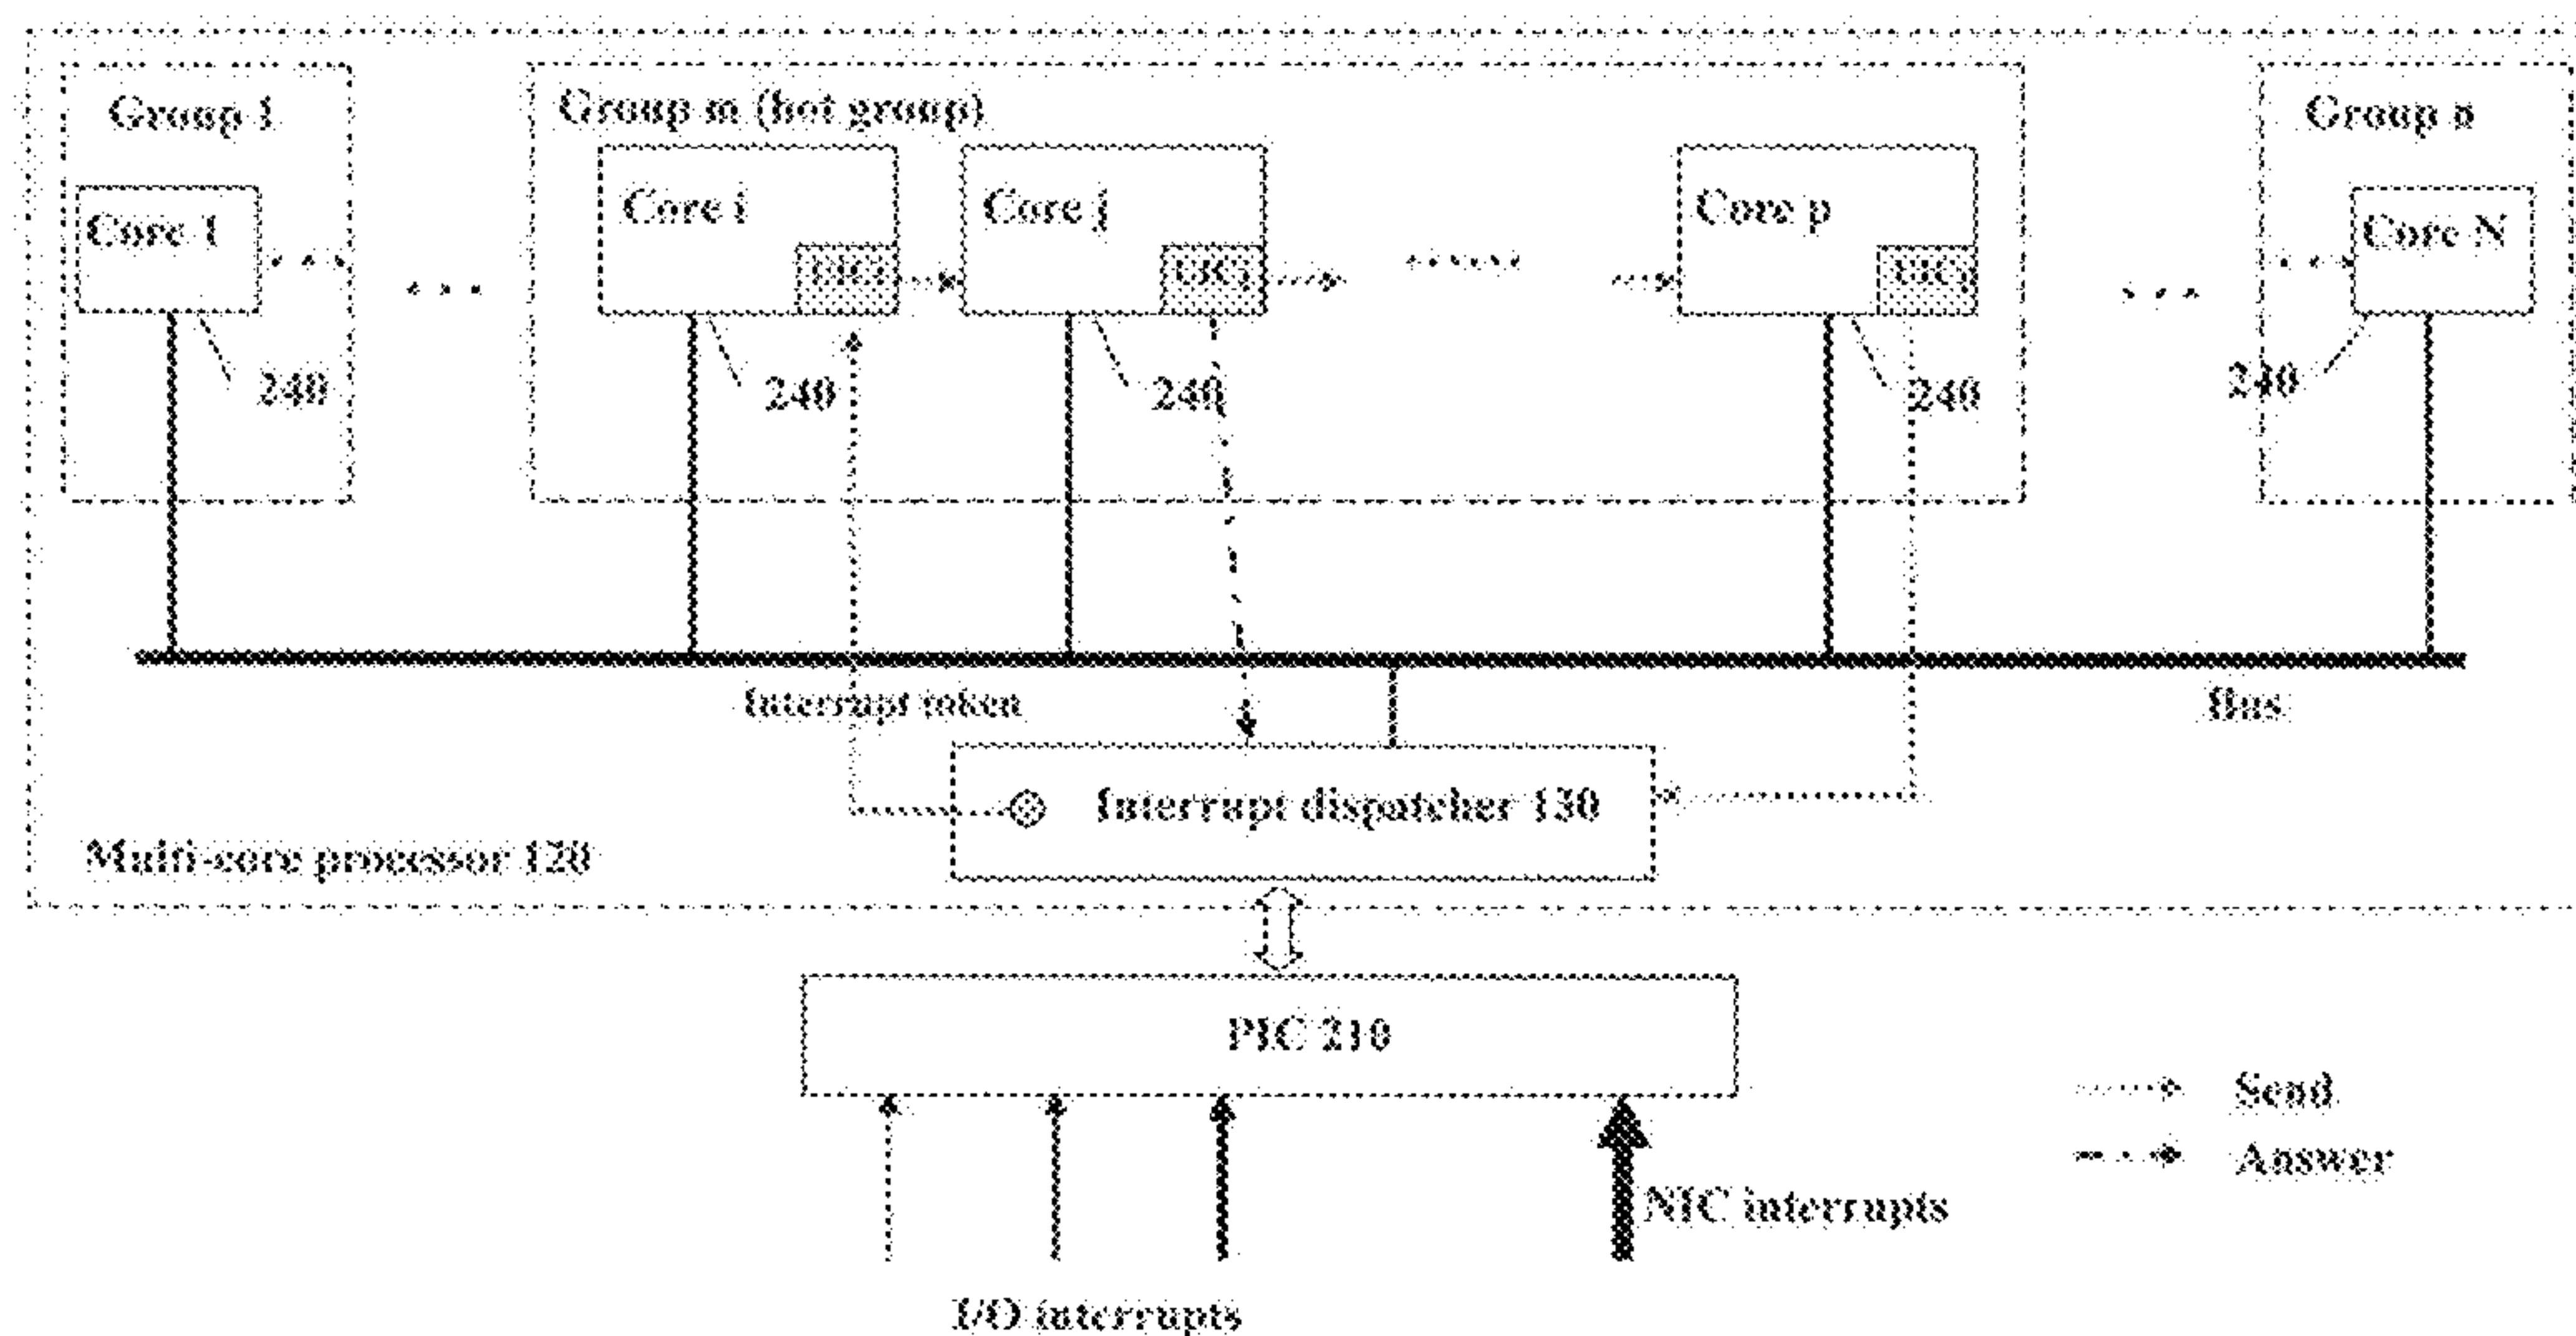 Group 1
Group m (hot group)
Group n
Core 1
Core i
Core j
Core p
Core N
240
240
240
240
240
Interrupt token
Bus
Interrupt dispatcher 130
Multi-core processor 120
PIC 210
Send
Answer
NIC interrupts
I/O interrupts